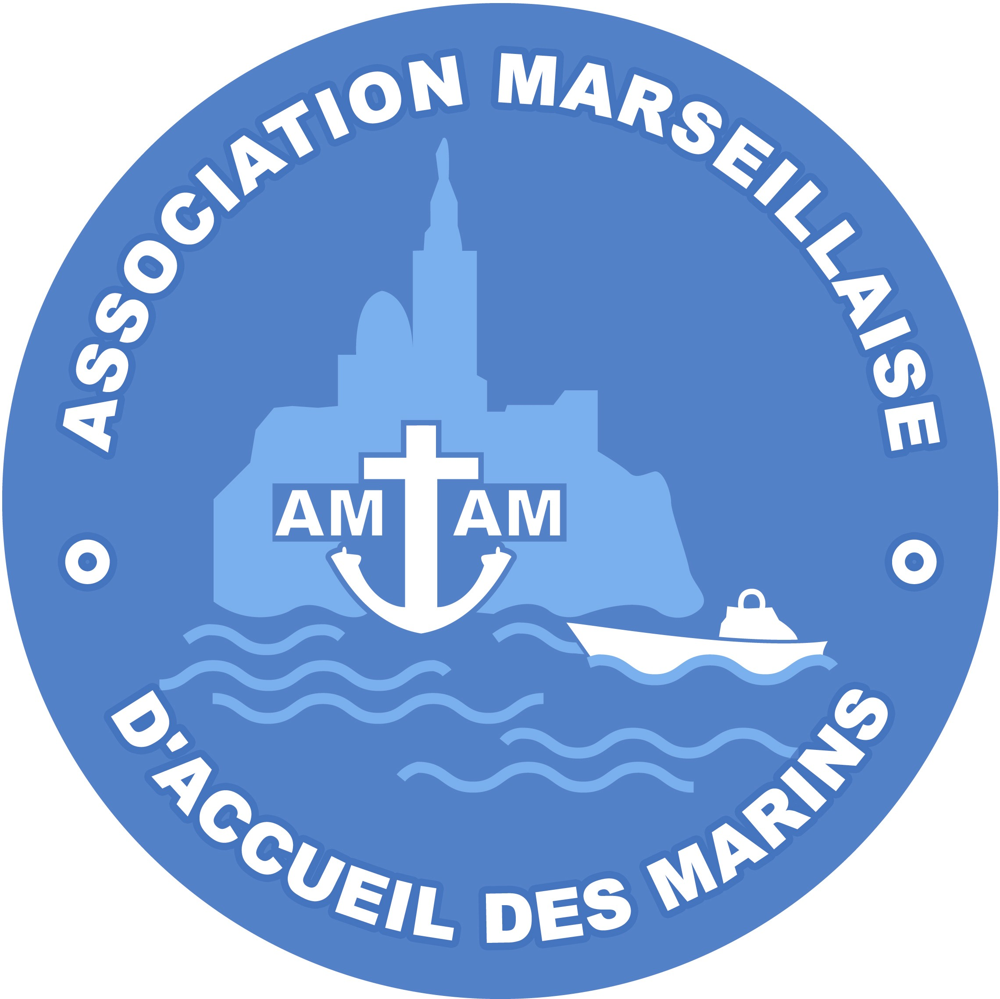 ASSOCIATION MARSEILLAISE
AM AM
D'ACCUEIL DES MARINS